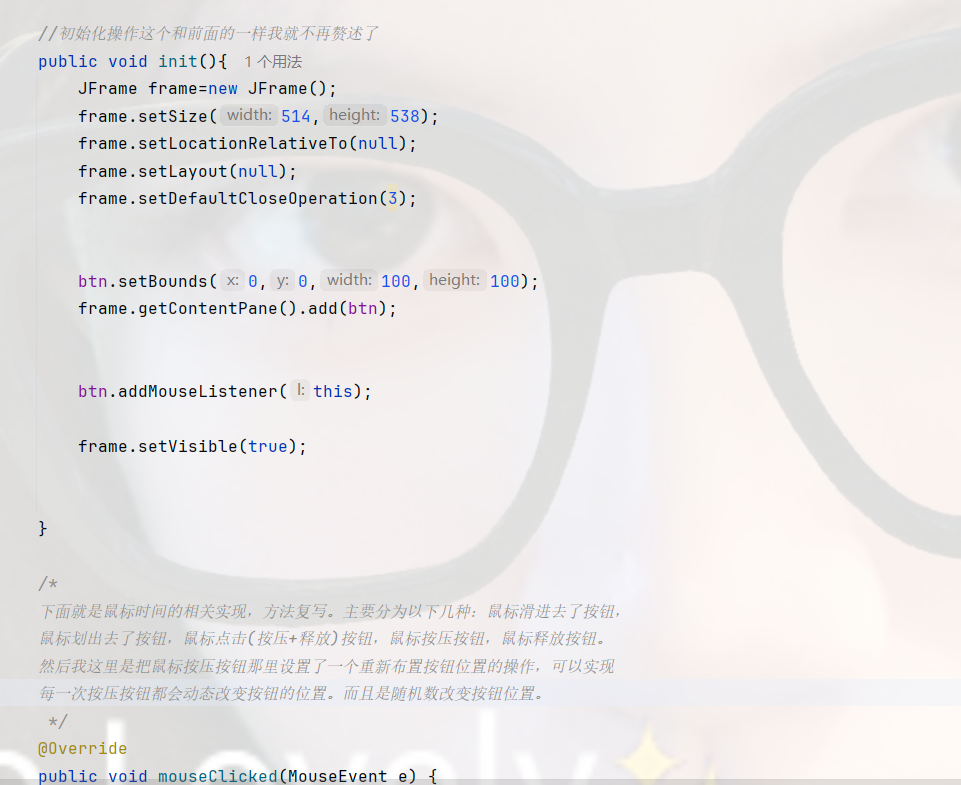 //初始化操作这个和前面的一样我就不再赘述了
public void init(){ 1 个用法
JFrame frame=new JFrame();
frame.setSize( width: 514, height: 538);
frame.setLocationRelativeTo(null);
frame.setLayout(null);
frame.setDefaultCloseOperation(3);
btn.setBounds( x: 0, y: 0, width: 100, height: 100);
frame.getContentPane().add(btn);
btn.addMouseListener( l: this);
frame.setVisible(true);
}
/*
下面就是鼠标时间的相关实现，方法复写。主要分为以下几种：鼠标滑进去了按钮，
鼠标划出去了按钮，鼠标点击(按压+释放)按钮，鼠标按压按钮，鼠标释放按钮。
然后我这里是把鼠标按压按钮那里设置了一个重新布置按钮位置的操作，可以实现
每一次按压按钮都会动态改变按钮的位置。而且是随机数改变按钮位置。
*/
@Override
public void mouseClicked(MouseEvent e) {